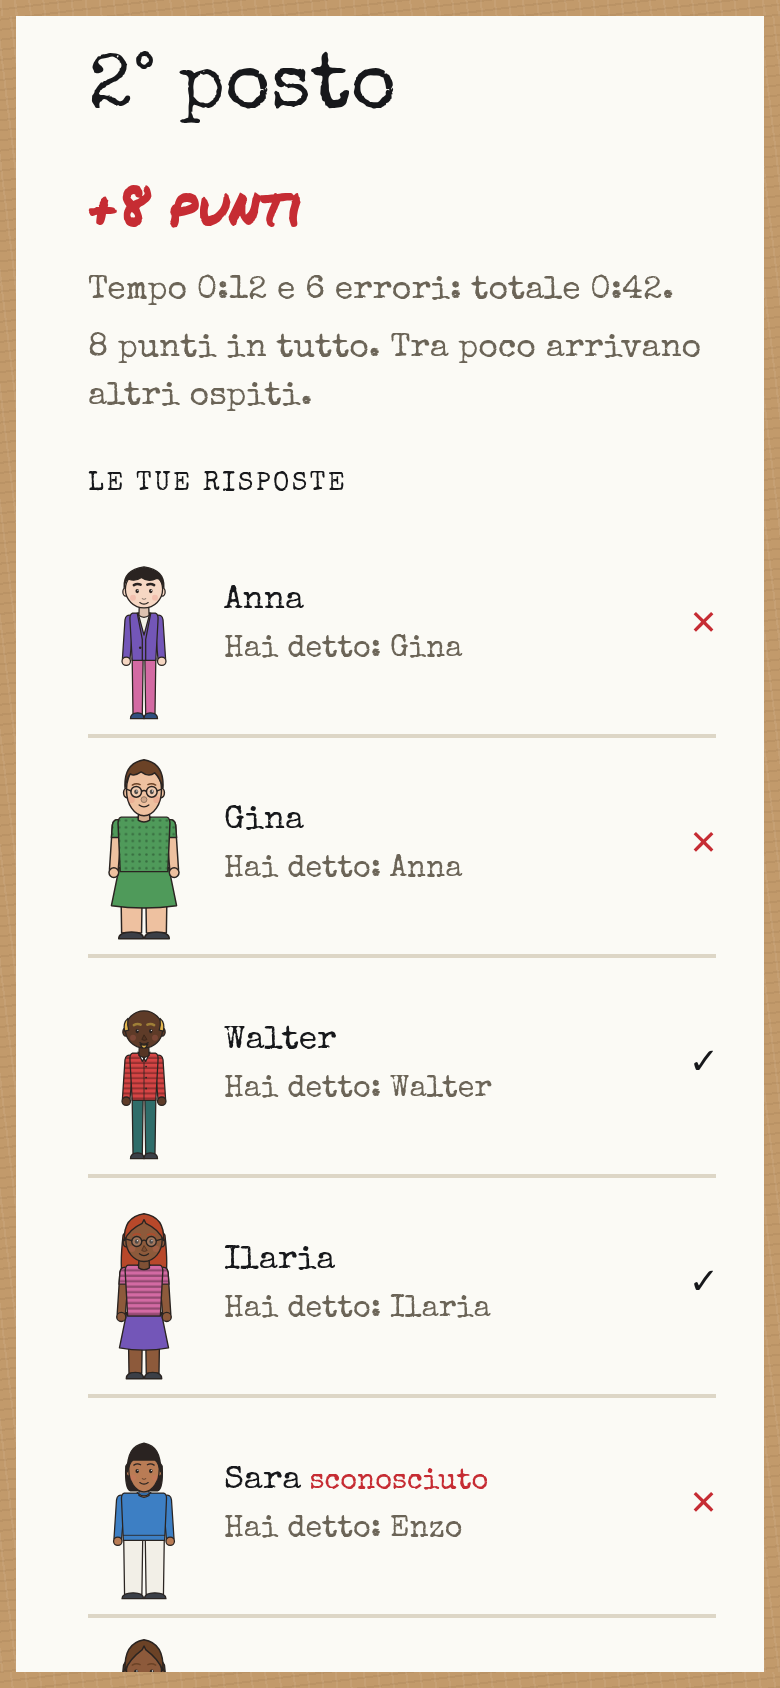 2° posto
+8 PUNTI
Tempo 0:12 e 6 errori: totale 0:42.
8 punti in tutto. Tra poco arrivano
altri ospiti.
LE TUE RISPOSTE
Anna
Hai detto: Gina
✕
Gina
Hai detto: Anna
✕
Walter
Hai detto: Walter
✓
Ilaria
Hai detto: Ilaria
✓
Sara sconosciuto
Hai detto: Enzo
✕